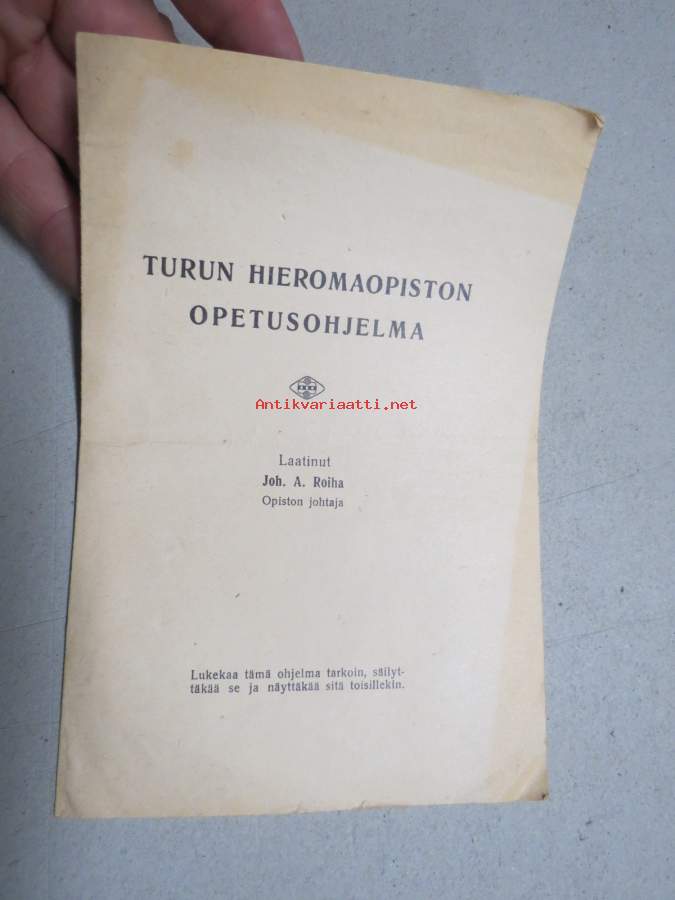 TURUN HIEROMAOPISTON
OPETUSOHJELMA
Antikvariaatti.net
Laatinut
Joh. A. Roiha
Opiston johtaja
Lukekaa tämä ohjelma tarkoin, säilyt-
täkää se ja näyttäkää sitä toisillekin.